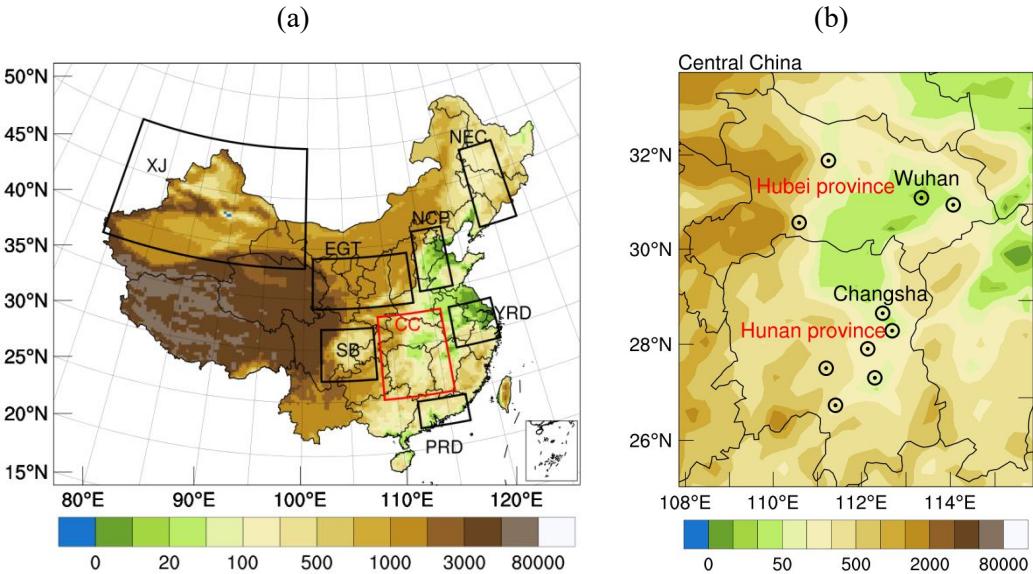 (a)
(b)
Central China
50°N
45°N
40°N
35°N
30°N
25°N
20°N
15°N
80°E 90°E 100°E 110°E 120°E
XJ
NEC
NCP
EGT
YRD
CC
SB
PRD
0 20 100 500 1000 3000 80000
32°N
30°N
28°N
26°N
108°E 110°E 112°E 114°E
Hubei province
Wuhan
Changsha
Hunan province
0 50 500 2000 80000